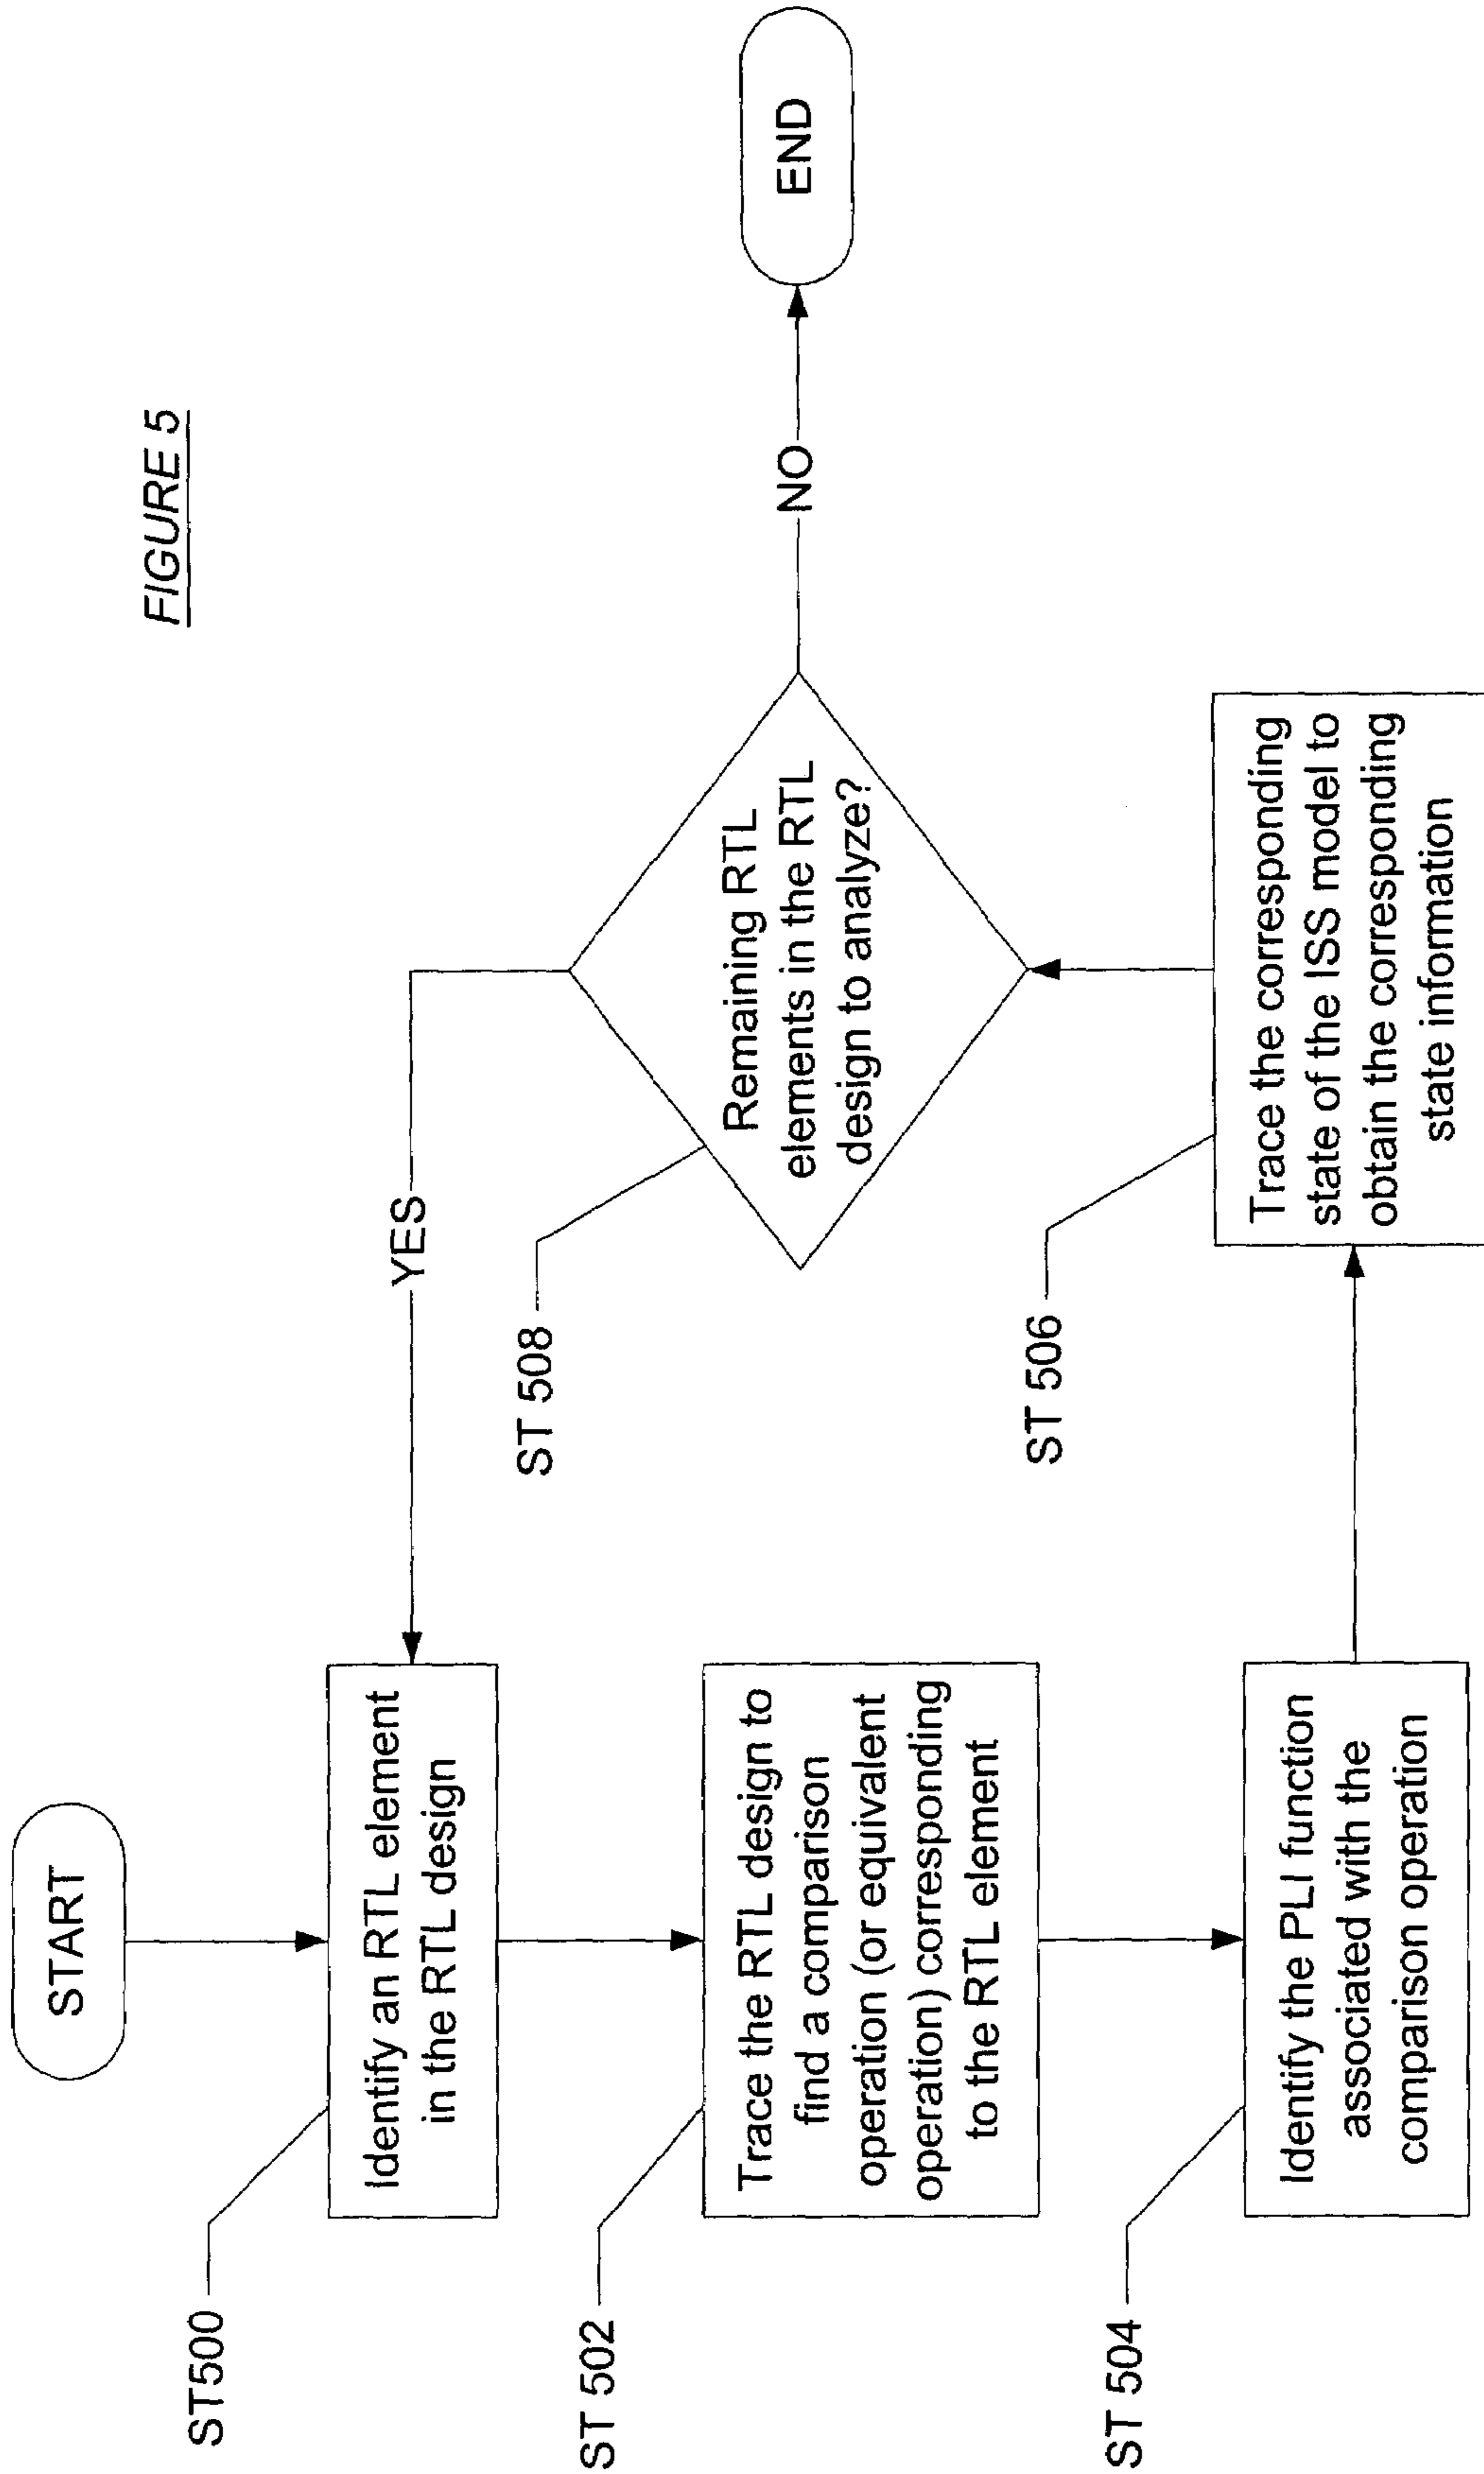 FIGURE 5
START
ST500
Identify an RTL element
in the RTL design
ST 502
Trace the RTL design to
find a comparison
operation (or equivalent
operation) corresponding
to the RTL element
ST 504
Identify the PLI function
associated with the
comparison operation
ST 506
Trace the corresponding
state of the ISS model to
obtain the corresponding
state information
ST 508
Remaining RTL
elements in the RTL
design to analyze?
YES
NO
END